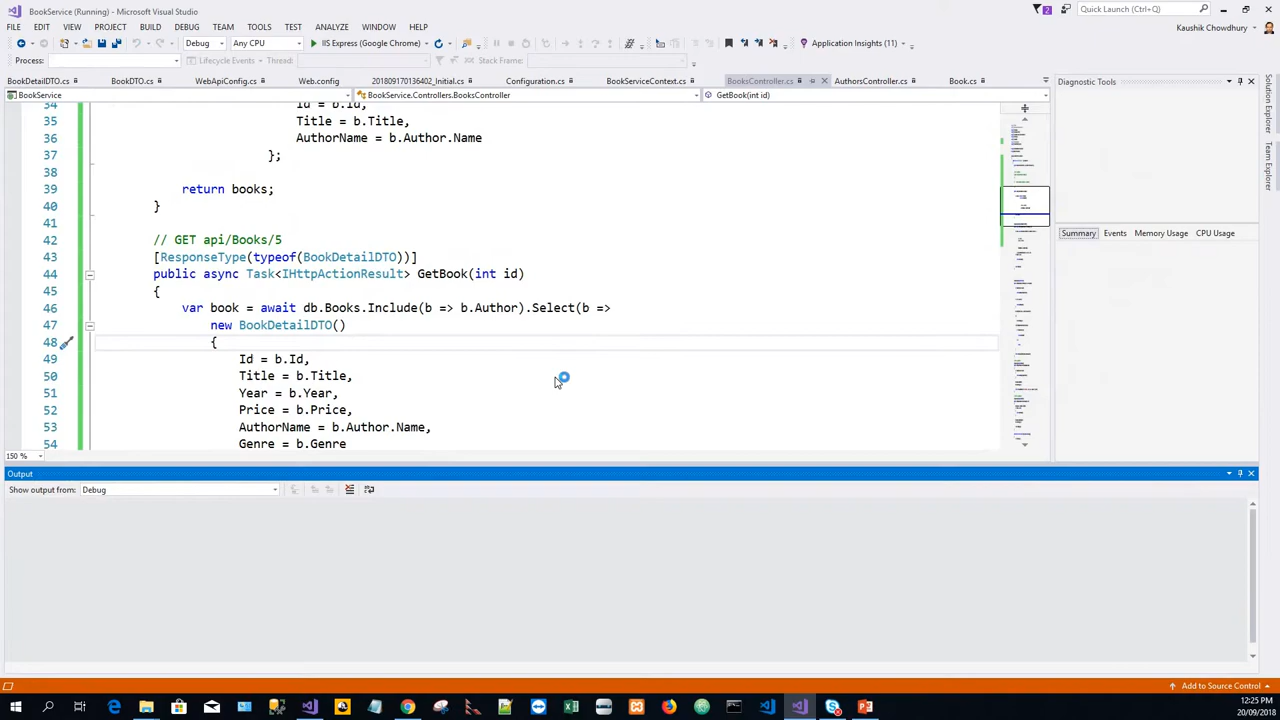 BookService (Running) - Microsoft Visual Studio
2
Quick Launch (Ctrl+Q)
FILE EDIT VIEW PROJECT BUILD DEBUG TEAM TOOLS TEST ANALYZE WINDOW HELP
Kaushik Chowdhury
Debug Any CPU IIS Express (Google Chrome) Application Insights (11)
Process: Lifecycle Events Thread: Stack Frame:
BookDetailDTO.cs BookDTO.cs WebApiConfig.cs Web.config 201809170136402_Initial.cs Configuration.cs BookServiceContext.cs BooksController.cs AuthorsController.cs Book.cs
Diagnostic Tools
BookService BookService.Controllers.BooksController GetBook(int id)
34 Id = b.Id,
35 Title = b.Title,
36 AuthorName = b.Author.Name
37 };
38
39 return books;
40 }
41
42 // GET api/Books/5
43 [ResponseType(typeof(BookDetailDTO))]
44 public async Task<IHttpActionResult> GetBook(int id)
45 {
46 var book = await db.Books.Include(b => b.Author).Select(b =>
47 new BookDetailDTO()
48 {
49 Id = b.Id,
50 Title = b.Title,
51 Year = b.Year,
52 Price = b.Price,
53 AuthorName = b.Author.Name,
54 Genre = b.Genre
150 %
Summary Events Memory Usage CPU Usage
Solution Explorer
Team Explorer
Output
Show output from: Debug
Add to Source Control
12:25 PM
20/09/2018